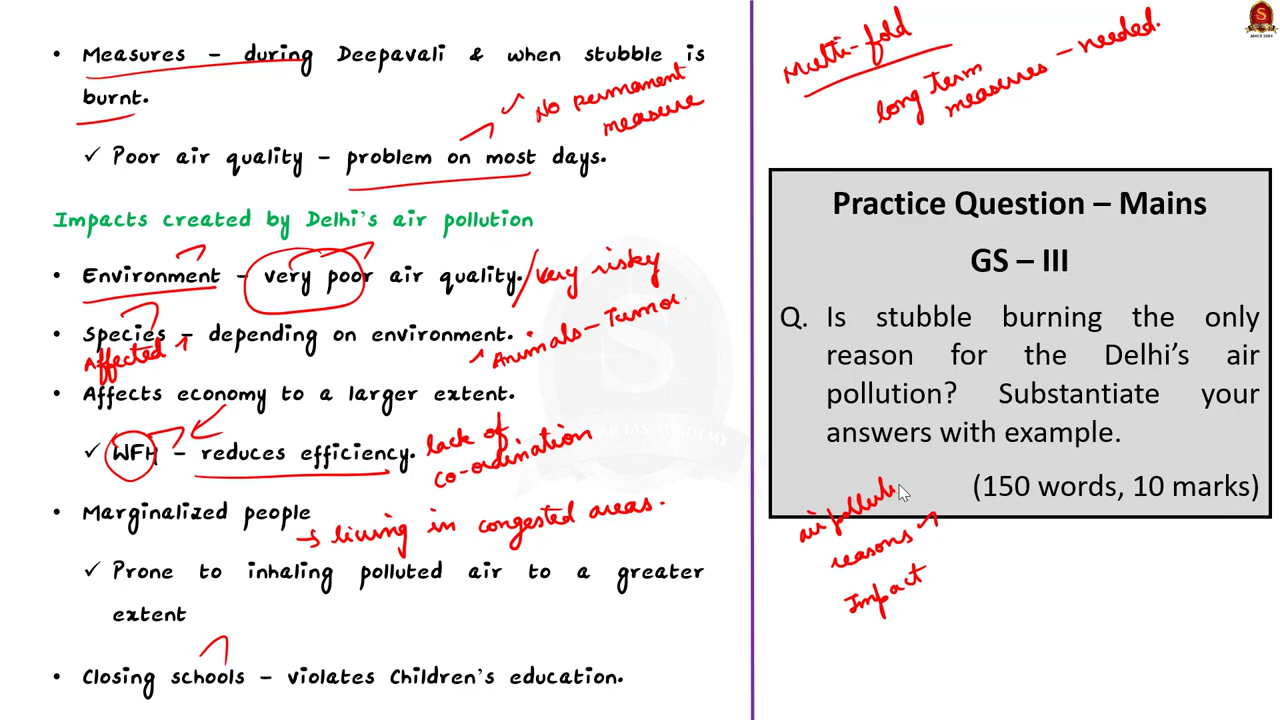 • Measures - during Deepavali & when stubble is
burnt.
✓ No permanent
measure
✓ Poor air quality - problem on most days.
Impacts created by Delhi's air pollution
• Environment - very poor air quality. / very risky
• Species - depending on environment.
Affected
Animals - Tumor
• Affects economy to a larger extent.
✓ WFH - reduces efficiency.
lack of
co-ordination
• Marginalized people
→ living in congested areas.
✓ Prone to inhaling polluted air to a greater
extent
• Closing schools - violates Children's education.
Multi-fold
long term
measures - needed.
Practice Question – Mains
GS – III
Q. Is stubble burning the only
reason for the Delhi's air
pollution? Substantiate your
answers with example.
(150 words, 10 marks)
air pollut
reasons
Impact